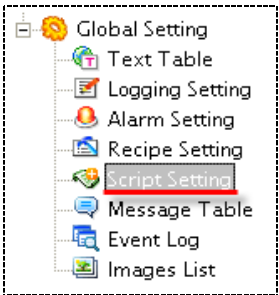 Global Setting
Text Table
Logging Setting
Alarm Setting
Recipe Setting
Script Setting
Message Table
Event Log
Images List